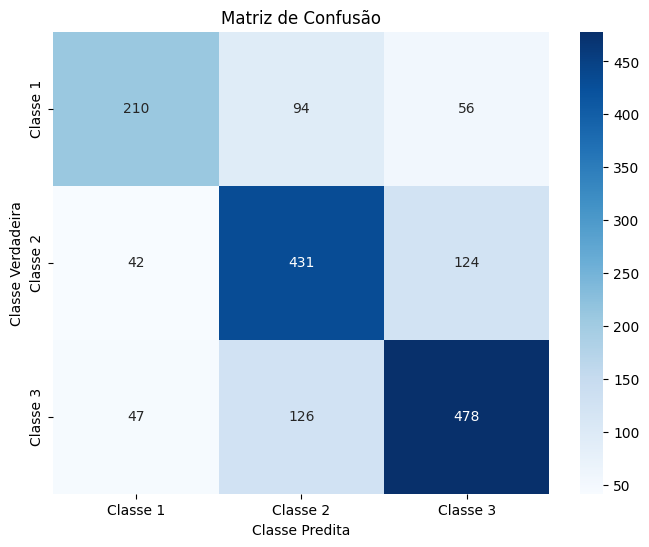 Matriz de Confusão
Classe Verdadeira
Classe 1
210 94 56
Classe 2
42 431 124
Classe 3
47 126 478
Classe 1 Classe 2 Classe 3
Classe Predita
450
400
350
300
250
200
150
100
50